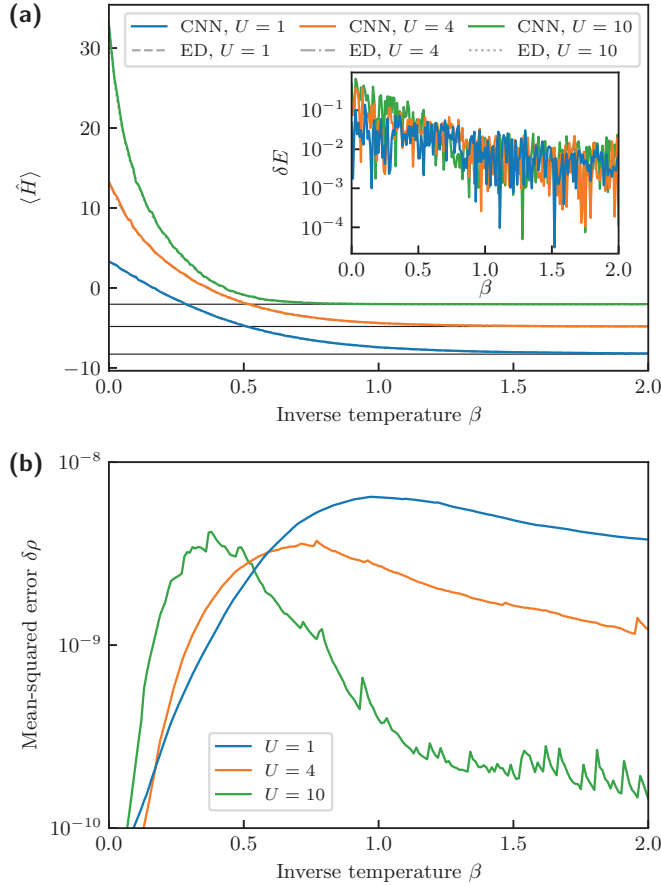 (a)
CNN, U = 1 CNN, U = 4 CNN, U = 10
ED, U = 1 ED, U = 4 ED, U = 10
30
20
10
0
−10
⟨Ĥ⟩
10⁻¹
10⁻²
10⁻³
10⁻⁴
δE
0.0 0.5 1.0 1.5 2.0
β
0.0 0.5 1.0 1.5 2.0
Inverse temperature β
(b)
10⁻⁸
10⁻⁹
10⁻¹⁰
Mean-squared error δρ
U = 1
U = 4
U = 10
0.0 0.5 1.0 1.5 2.0
Inverse temperature β